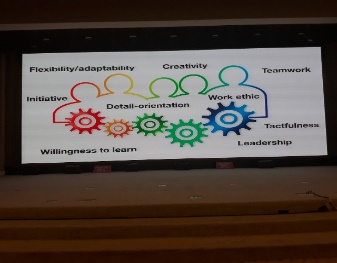 Flexibility/adaptability
Creativity
Teamwork
Initiative
Detail-orientation
Work ethic
Tactfulness
Willingness to learn
Leadership